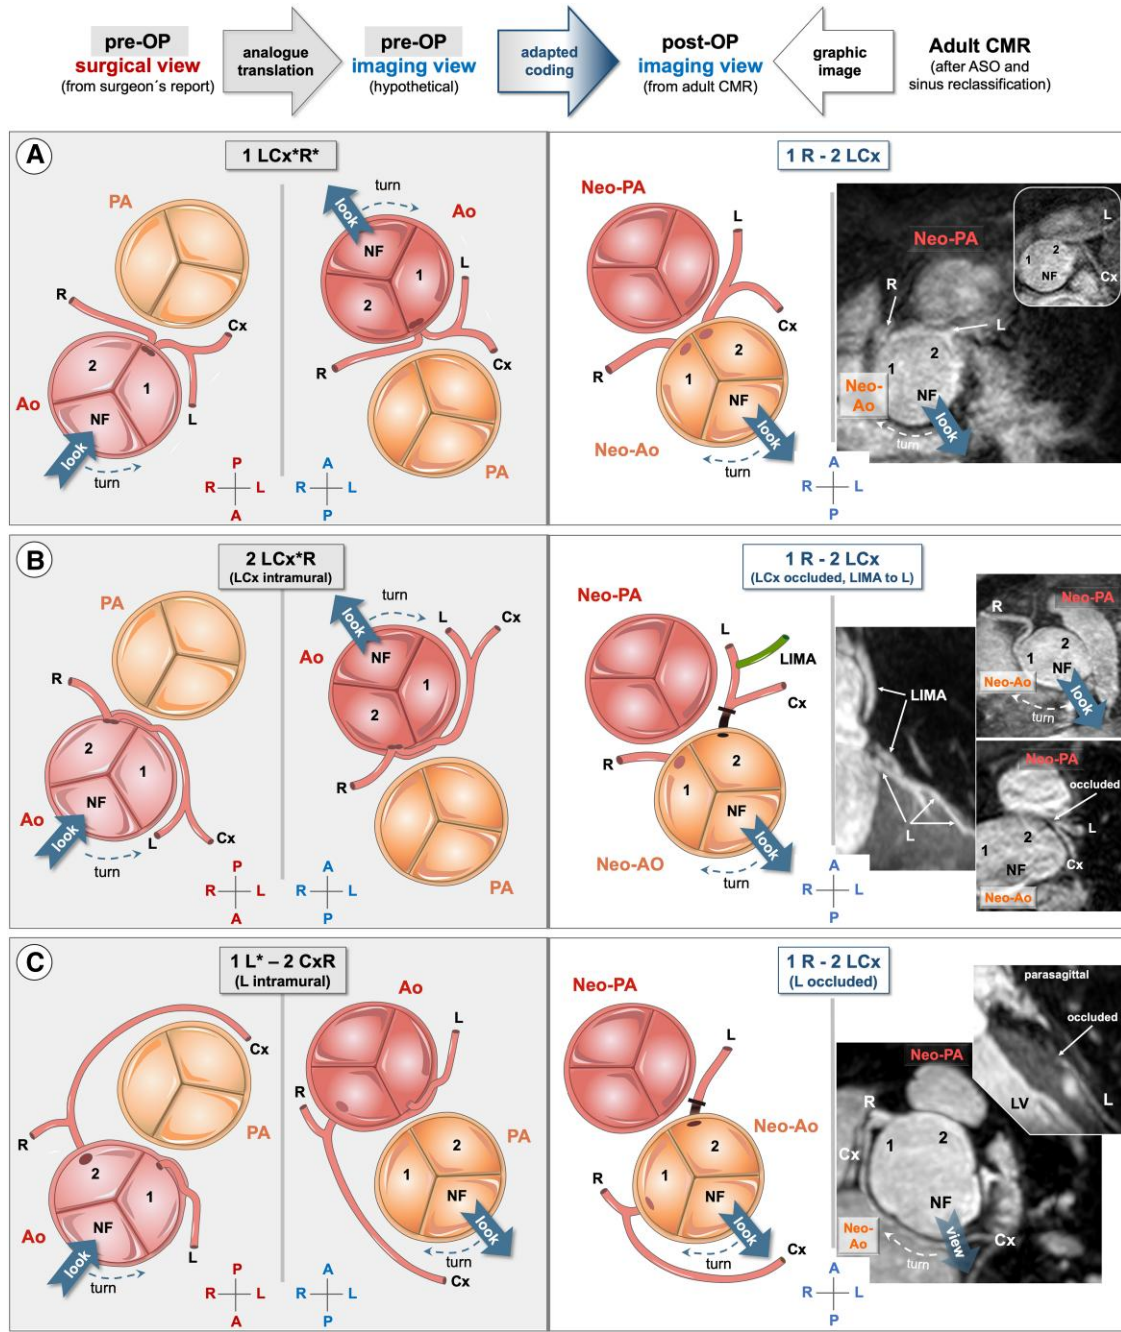 pre-OP
surgical view
(from surgeon´s report)
analogue
translation
pre-OP
imaging view
(hypothetical)
adapted
coding
post-OP
imaging view
(from adult CMR)
graphic
image
Adult CMR
(after ASO and
sinus reclassification)
A
1 LCx*R*
PA
R
Cx
2
1
NF
Ao
L
look
turn
P
R L
A
turn
look
Ao
NF
1
2
L
Cx
R
PA
A
R L
P
1 R - 2 LCx
Neo-PA
L
Cx
2
1
R
NF
Neo-Ao
look
turn
A
R L
P
Neo-PA
L
2
1
NF
Cx
R
L
2
1
Neo-
Ao
NF
look
turn
B
2 LCx*R
(LCx intramural)
PA
R
2
1
NF
Ao
look
L
Cx
turn
P
R L
A
turn
look
L
Cx
Ao
NF
1
2
R
PA
A
R L
P
1 R - 2 LCx
(LCx occluded, LIMA to L)
Neo-PA
L
LIMA
Cx
R
2
1
NF
Neo-AO
look
turn
A
R L
P
LIMA
L
R
Neo-PA
2
1
NF
Neo-Ao
look
turn
Neo-PA
occluded
2
L
1
NF
Cx
Neo-Ao
C
1 L* – 2 CxR
(L intramural)
Cx
R
PA
2
1
NF
Ao
L
look
turn
P
R L
A
Ao
L
R
PA
2
1
NF
look
turn
Cx
A
R L
P
1 R - 2 LCx
(L occluded)
Neo-PA
L
Neo-Ao
2
1
R
NF
look
turn
Cx
A
R L
P
parasagittal
occluded
LV
L
Neo-PA
R
2
1
Cx
NF
Neo-
Ao
view
Cx
turn